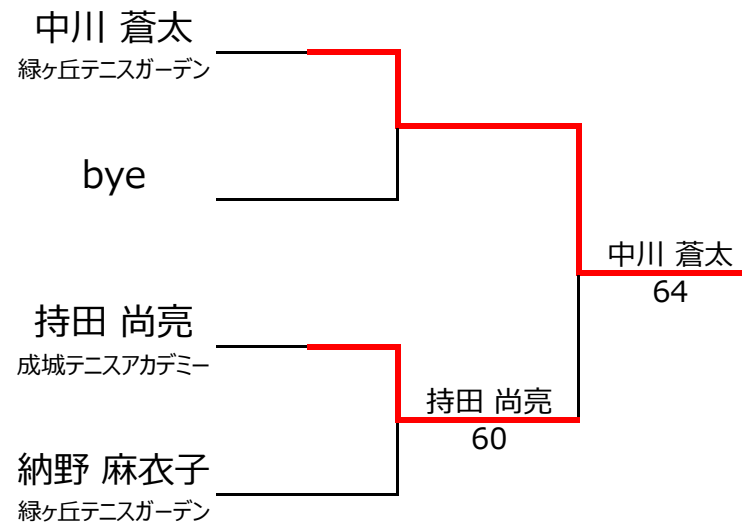 中川 蒼太
緑ヶ丘テニスガーデン
bye
中川 蒼太
64
持田 尚亮
成城テニスアカデミー
持田 尚亮
60
納野 麻衣子
緑ヶ丘テニスガーデン